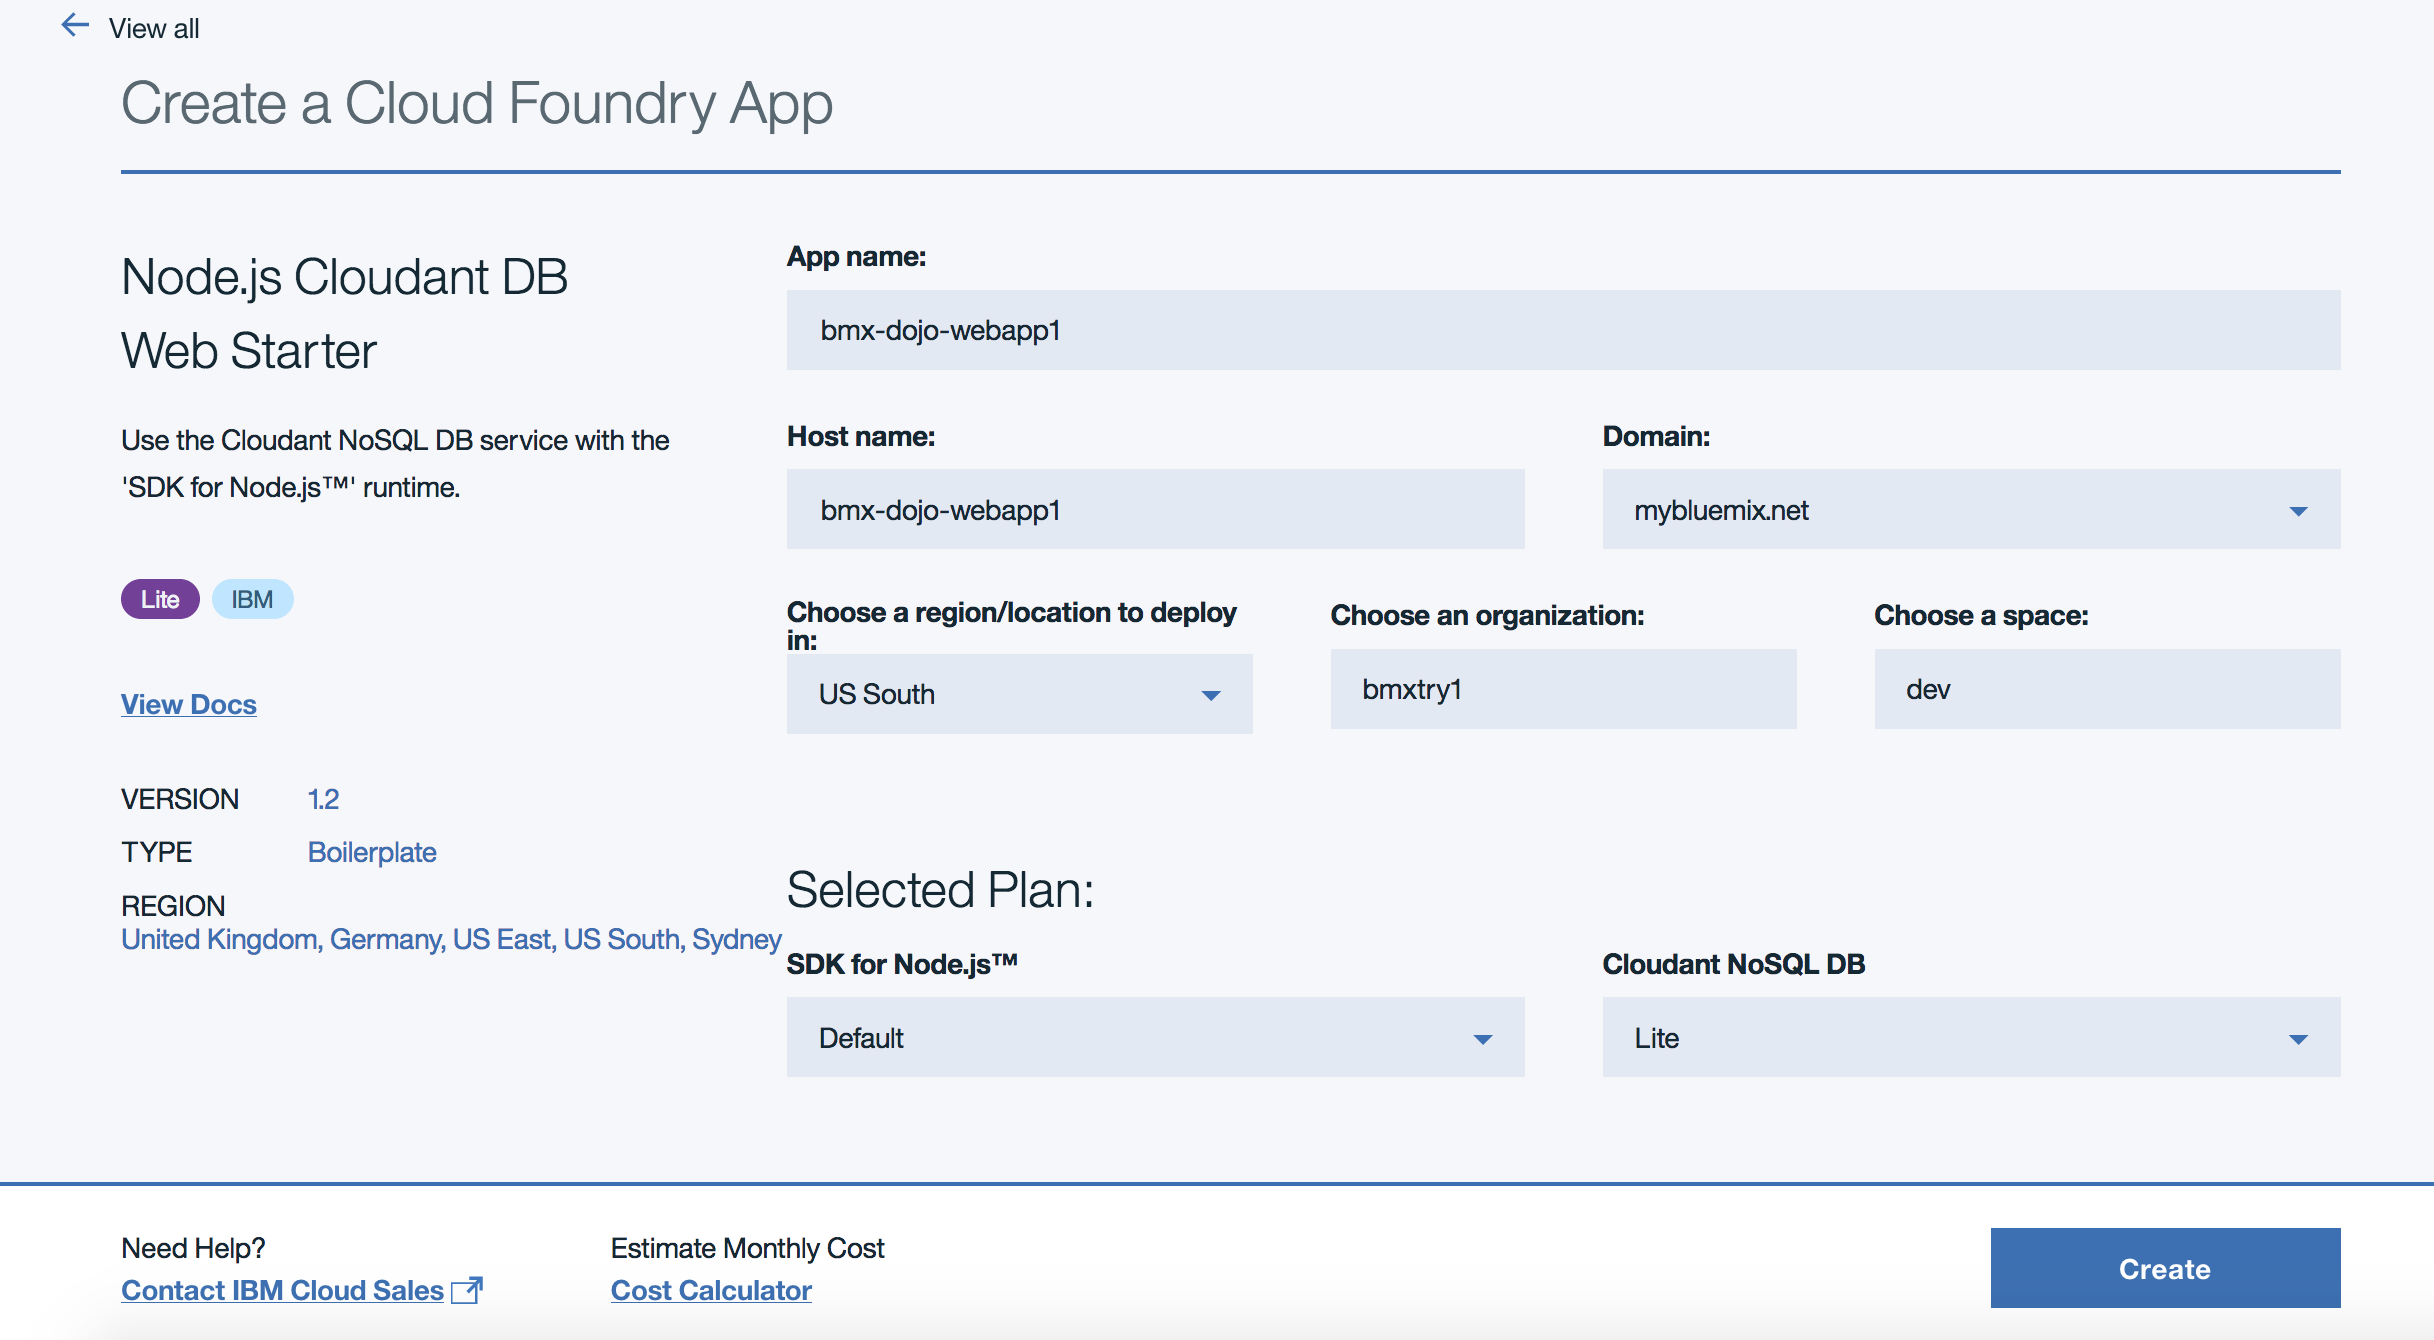 View all
Create a Cloud Foundry App
Node.js Cloudant DB
Web Starter
Use the Cloudant NoSQL DB service with the
'SDK for Node.js™' runtime.
Lite
IBM
View Docs
VERSION 1.2
TYPE Boilerplate
REGION
United Kingdom, Germany, US East, US South, Sydney
App name:
bmx-dojo-webapp1
Host name:
bmx-dojo-webapp1
Domain:
mybluemix.net
Choose a region/location to deploy
in:
US South
Choose an organization:
bmxtry1
Choose a space:
dev
Selected Plan:
SDK for Node.js™
Default
Cloudant NoSQL DB
Lite
Need Help?
Contact IBM Cloud Sales
Estimate Monthly Cost
Cost Calculator
Create